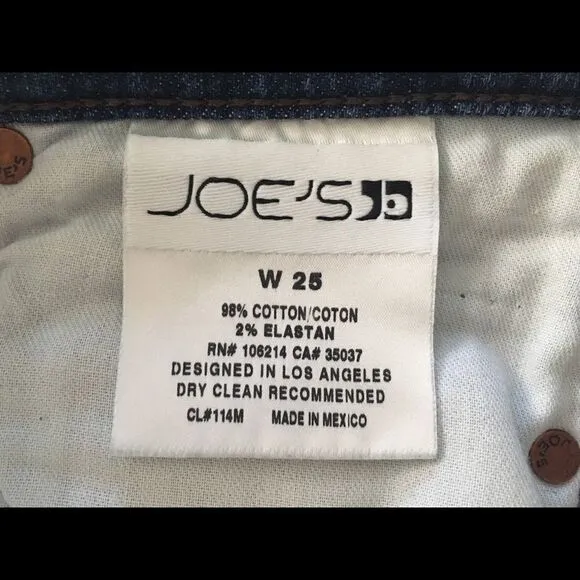 JOE'S
W 25
98% COTTON/COTON
2% ELASTAN
RN# 106214 CA# 35037
DESIGNED IN LOS ANGELES
DRY CLEAN RECOMMENDED
CL#114M MADE IN MEXICO
JOE'S